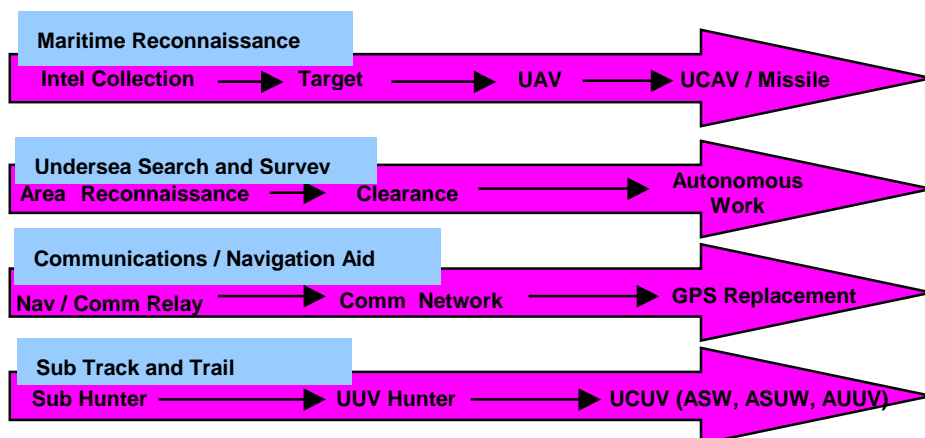 Maritime Reconnaissance
Intel Collection Target UAV UCAV / Missile
Undersea Search and Survey
Area Reconnaissance Clearance Autonomous
Work
Communications / Navigation Aid
Nav / Comm Relay Comm Network GPS Replacement
Sub Track and Trail
Sub Hunter UUV Hunter UCUV (ASW, ASUW, AUUV)